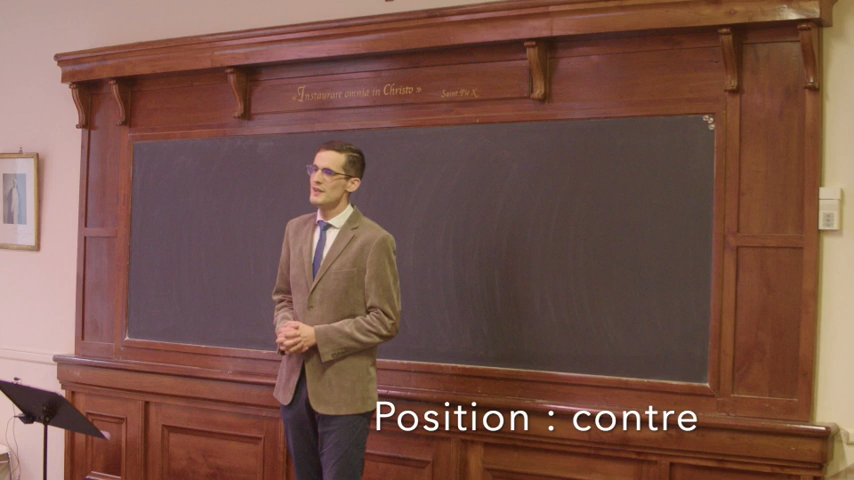 « Instaurare omnia in Christo » Saint Pie X
Position : contre